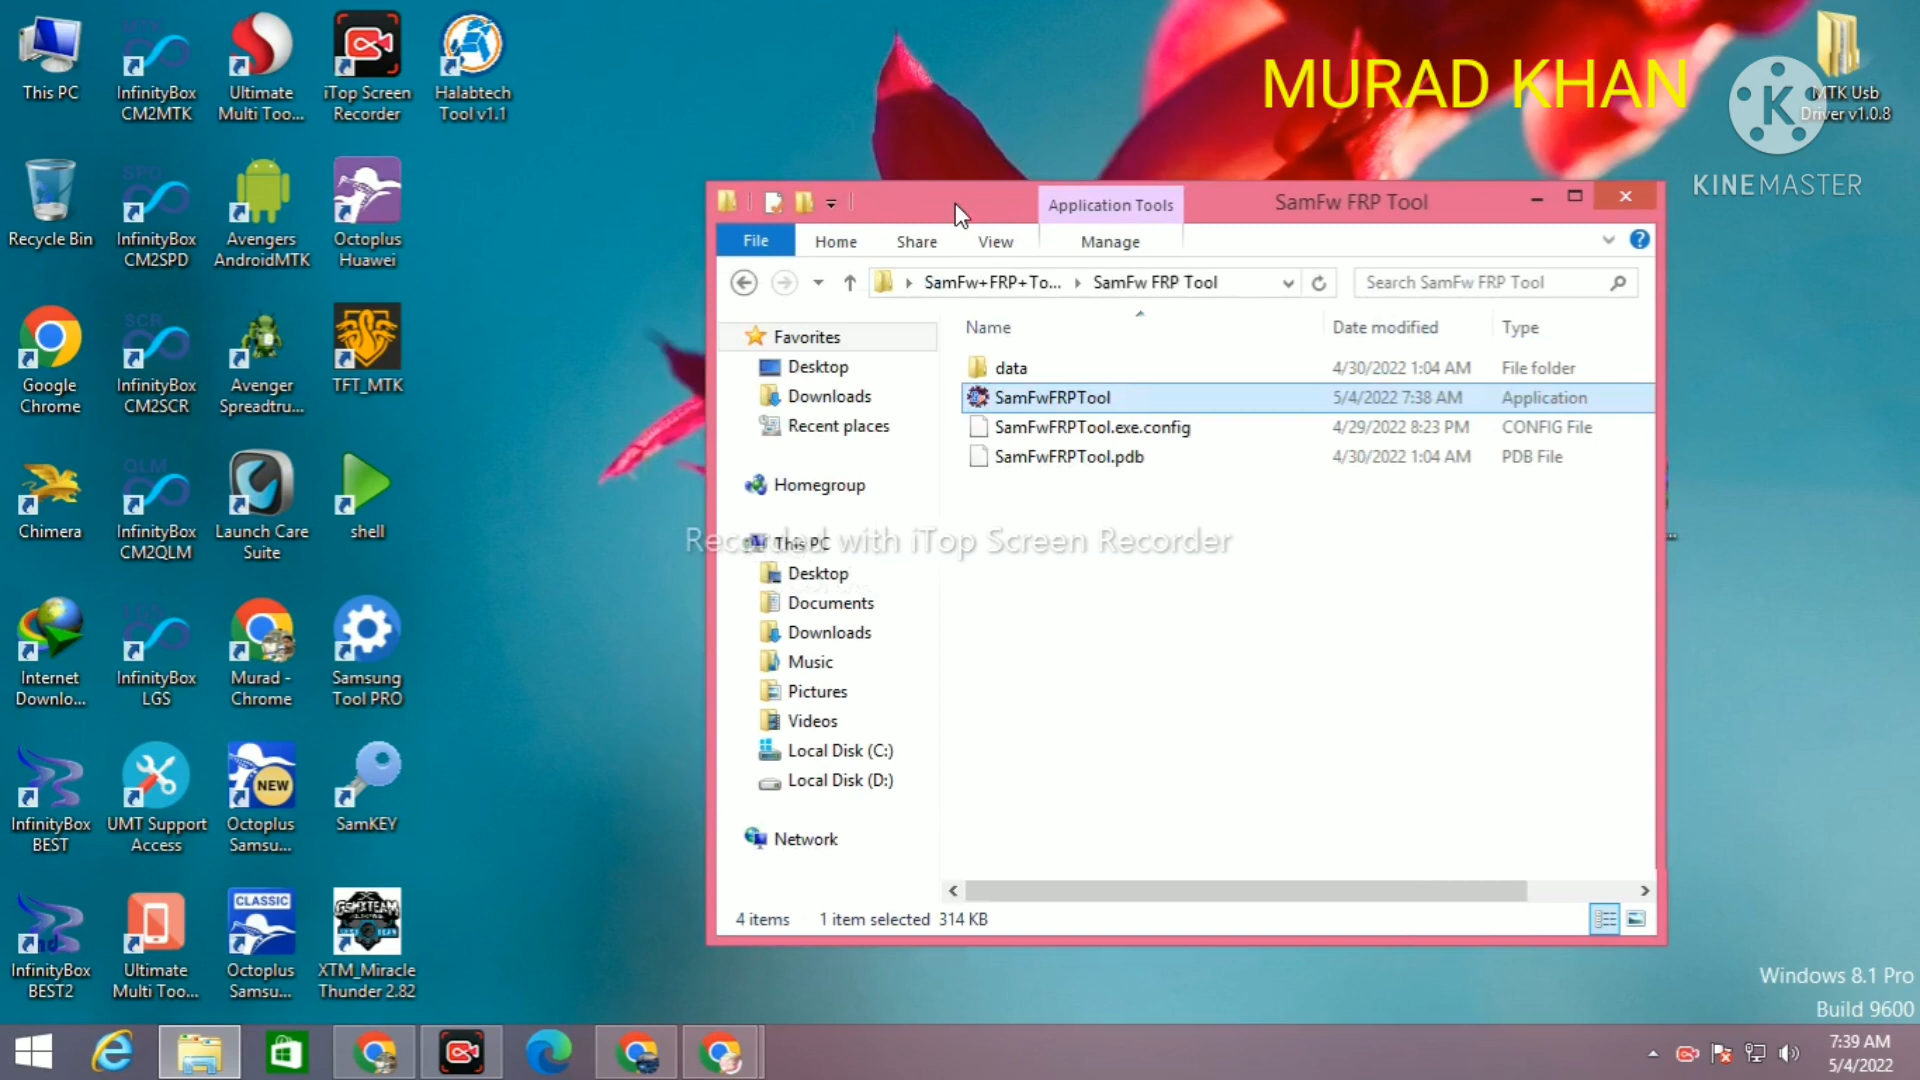 This PC
InfinityBox
CM2MTK
Ultimate
Multi Too...
iTop Screen
Recorder
Halabtech
Tool v1.1
Recycle Bin
InfinityBox
CM2SPD
Avengers
AndroidMTK
Octoplus
Huawei
Google
Chrome
InfinityBox
CM2SCR
Avenger
Spreadtru...
TFT_MTK
Chimera
InfinityBox
CM2QLM
Launch Care
Suite
shell
Internet
Downlo...
InfinityBox
LGS
Murad -
Chrome
Samsung
Tool PRO
InfinityBox
BEST
UMT Support
Access
NEW
Octoplus
Samsu...
SamKEY
InfinityBox
BEST2
Ultimate
Multi Too...
CLASSIC
Octoplus
Samsu...
XTM_Miracle
Thunder 2.82
MURAD KHAN
MTK Usb
Driver v1.0.8
K
KINEMASTER
Application Tools
SamFw FRP Tool
File Home Share View Manage
SamFw+FRP+To... SamFw FRP Tool
Search SamFw FRP Tool
Name Date modified Type
data 4/30/2022 1:04 AM File folder
SamFwFRPTool 5/4/2022 7:38 AM Application
SamFwFRPTool.exe.config 4/29/2022 8:23 PM CONFIG File
SamFwFRPTool.pdb 4/30/2022 1:04 AM PDB File
Favorites
Desktop
Downloads
Recent places
Homegroup
This PC
Recorded with iTop Screen Recorder
Desktop
Documents
Downloads
Music
Pictures
Videos
Local Disk (C:)
Local Disk (D:)
Network
4 items 1 item selected 314 KB
Windows 8.1 Pro
Build 9600
7:39 AM
5/4/2022